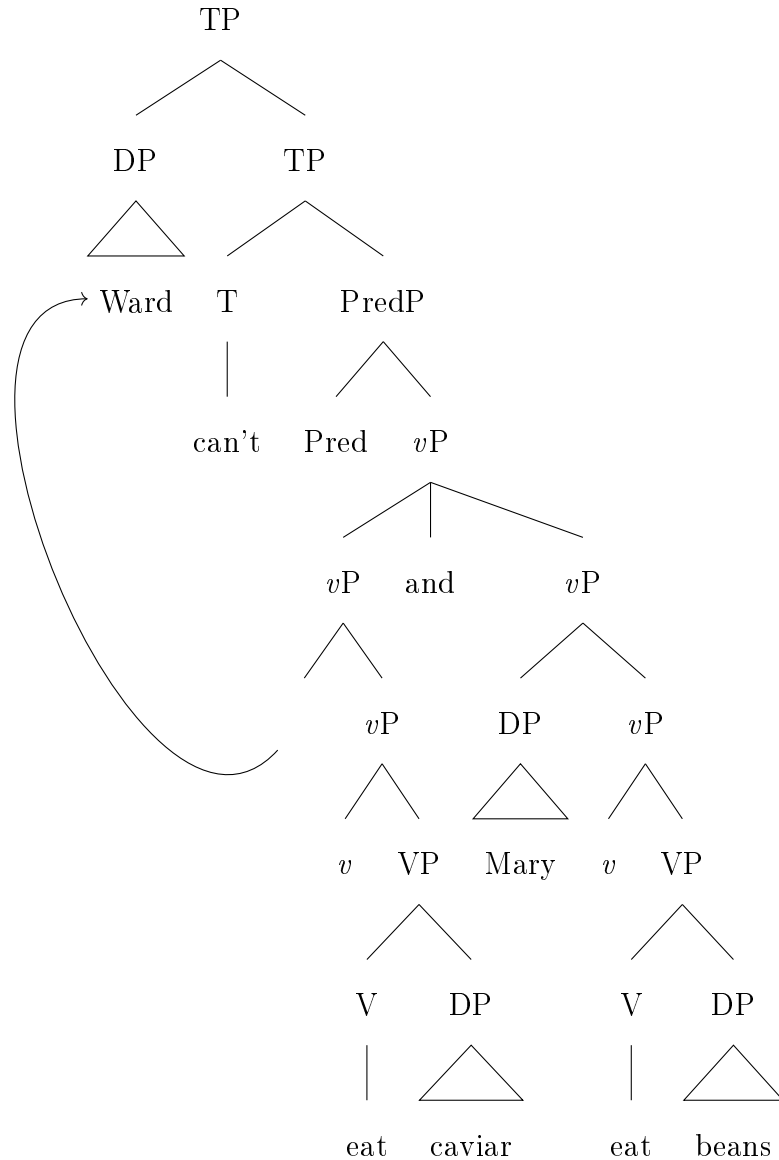 TP
DP TP
Ward T PredP
can't Pred vP
vP and vP
vP DP vP
v VP Mary v VP
V DP V DP
eat caviar eat beans